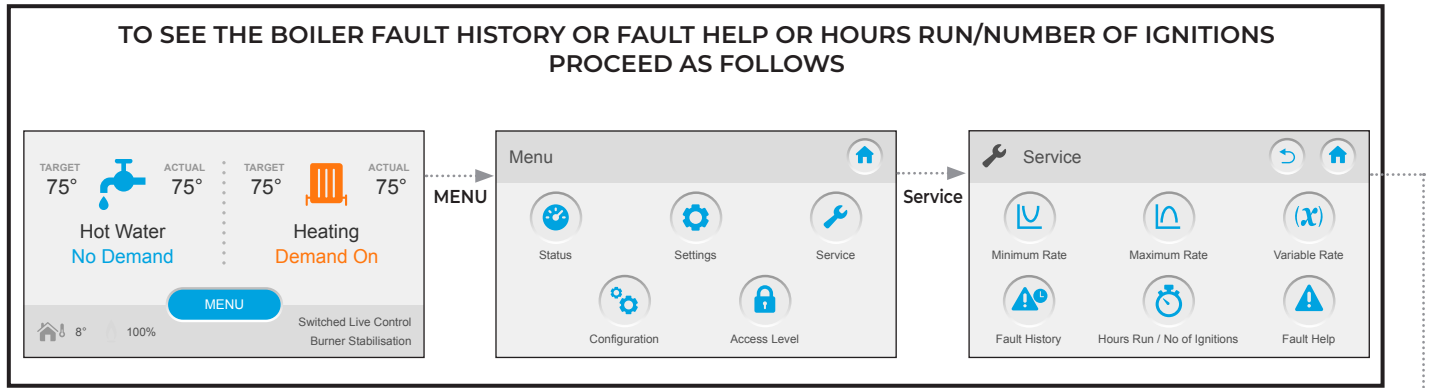 TO SEE THE BOILER FAULT HISTORY OR FAULT HELP OR HOURS RUN/NUMBER OF IGNITIONS
PROCEED AS FOLLOWS
TARGET
75°
ACTUAL
75°
Hot Water
No Demand
TARGET
75°
ACTUAL
75°
Heating
Demand On
MENU
8°
100%
Switched Live Control
Burner Stabilisation
MENU
Menu
Status
Settings
Service
Configuration
Access Level
Service
Service
Minimum Rate
Maximum Rate
(x)
Variable Rate
Fault History
Hours Run / No of Ignitions
Fault Help